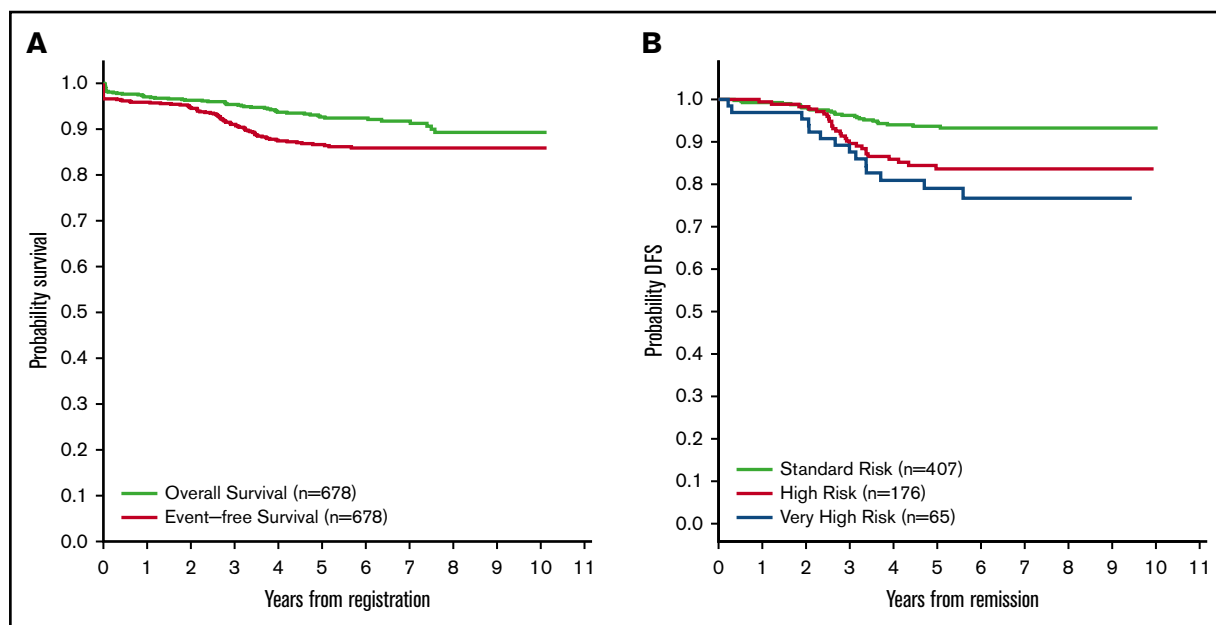 A
Probability survival
1.0
0.9
0.8
0.7
0.6
0.5
0.4
0.3
0.2
0.1
0.0
Overall Survival (n=678)
Event–free Survival (n=678)
0 1 2 3 4 5 6 7 8 9 10 11
Years from registration
B
Probability DFS
1.0
0.9
0.8
0.7
0.6
0.5
0.4
0.3
0.2
0.1
0.0
Standard Risk (n=407)
High Risk (n=176)
Very High Risk (n=65)
0 1 2 3 4 5 6 7 8 9 10 11
Years from remission